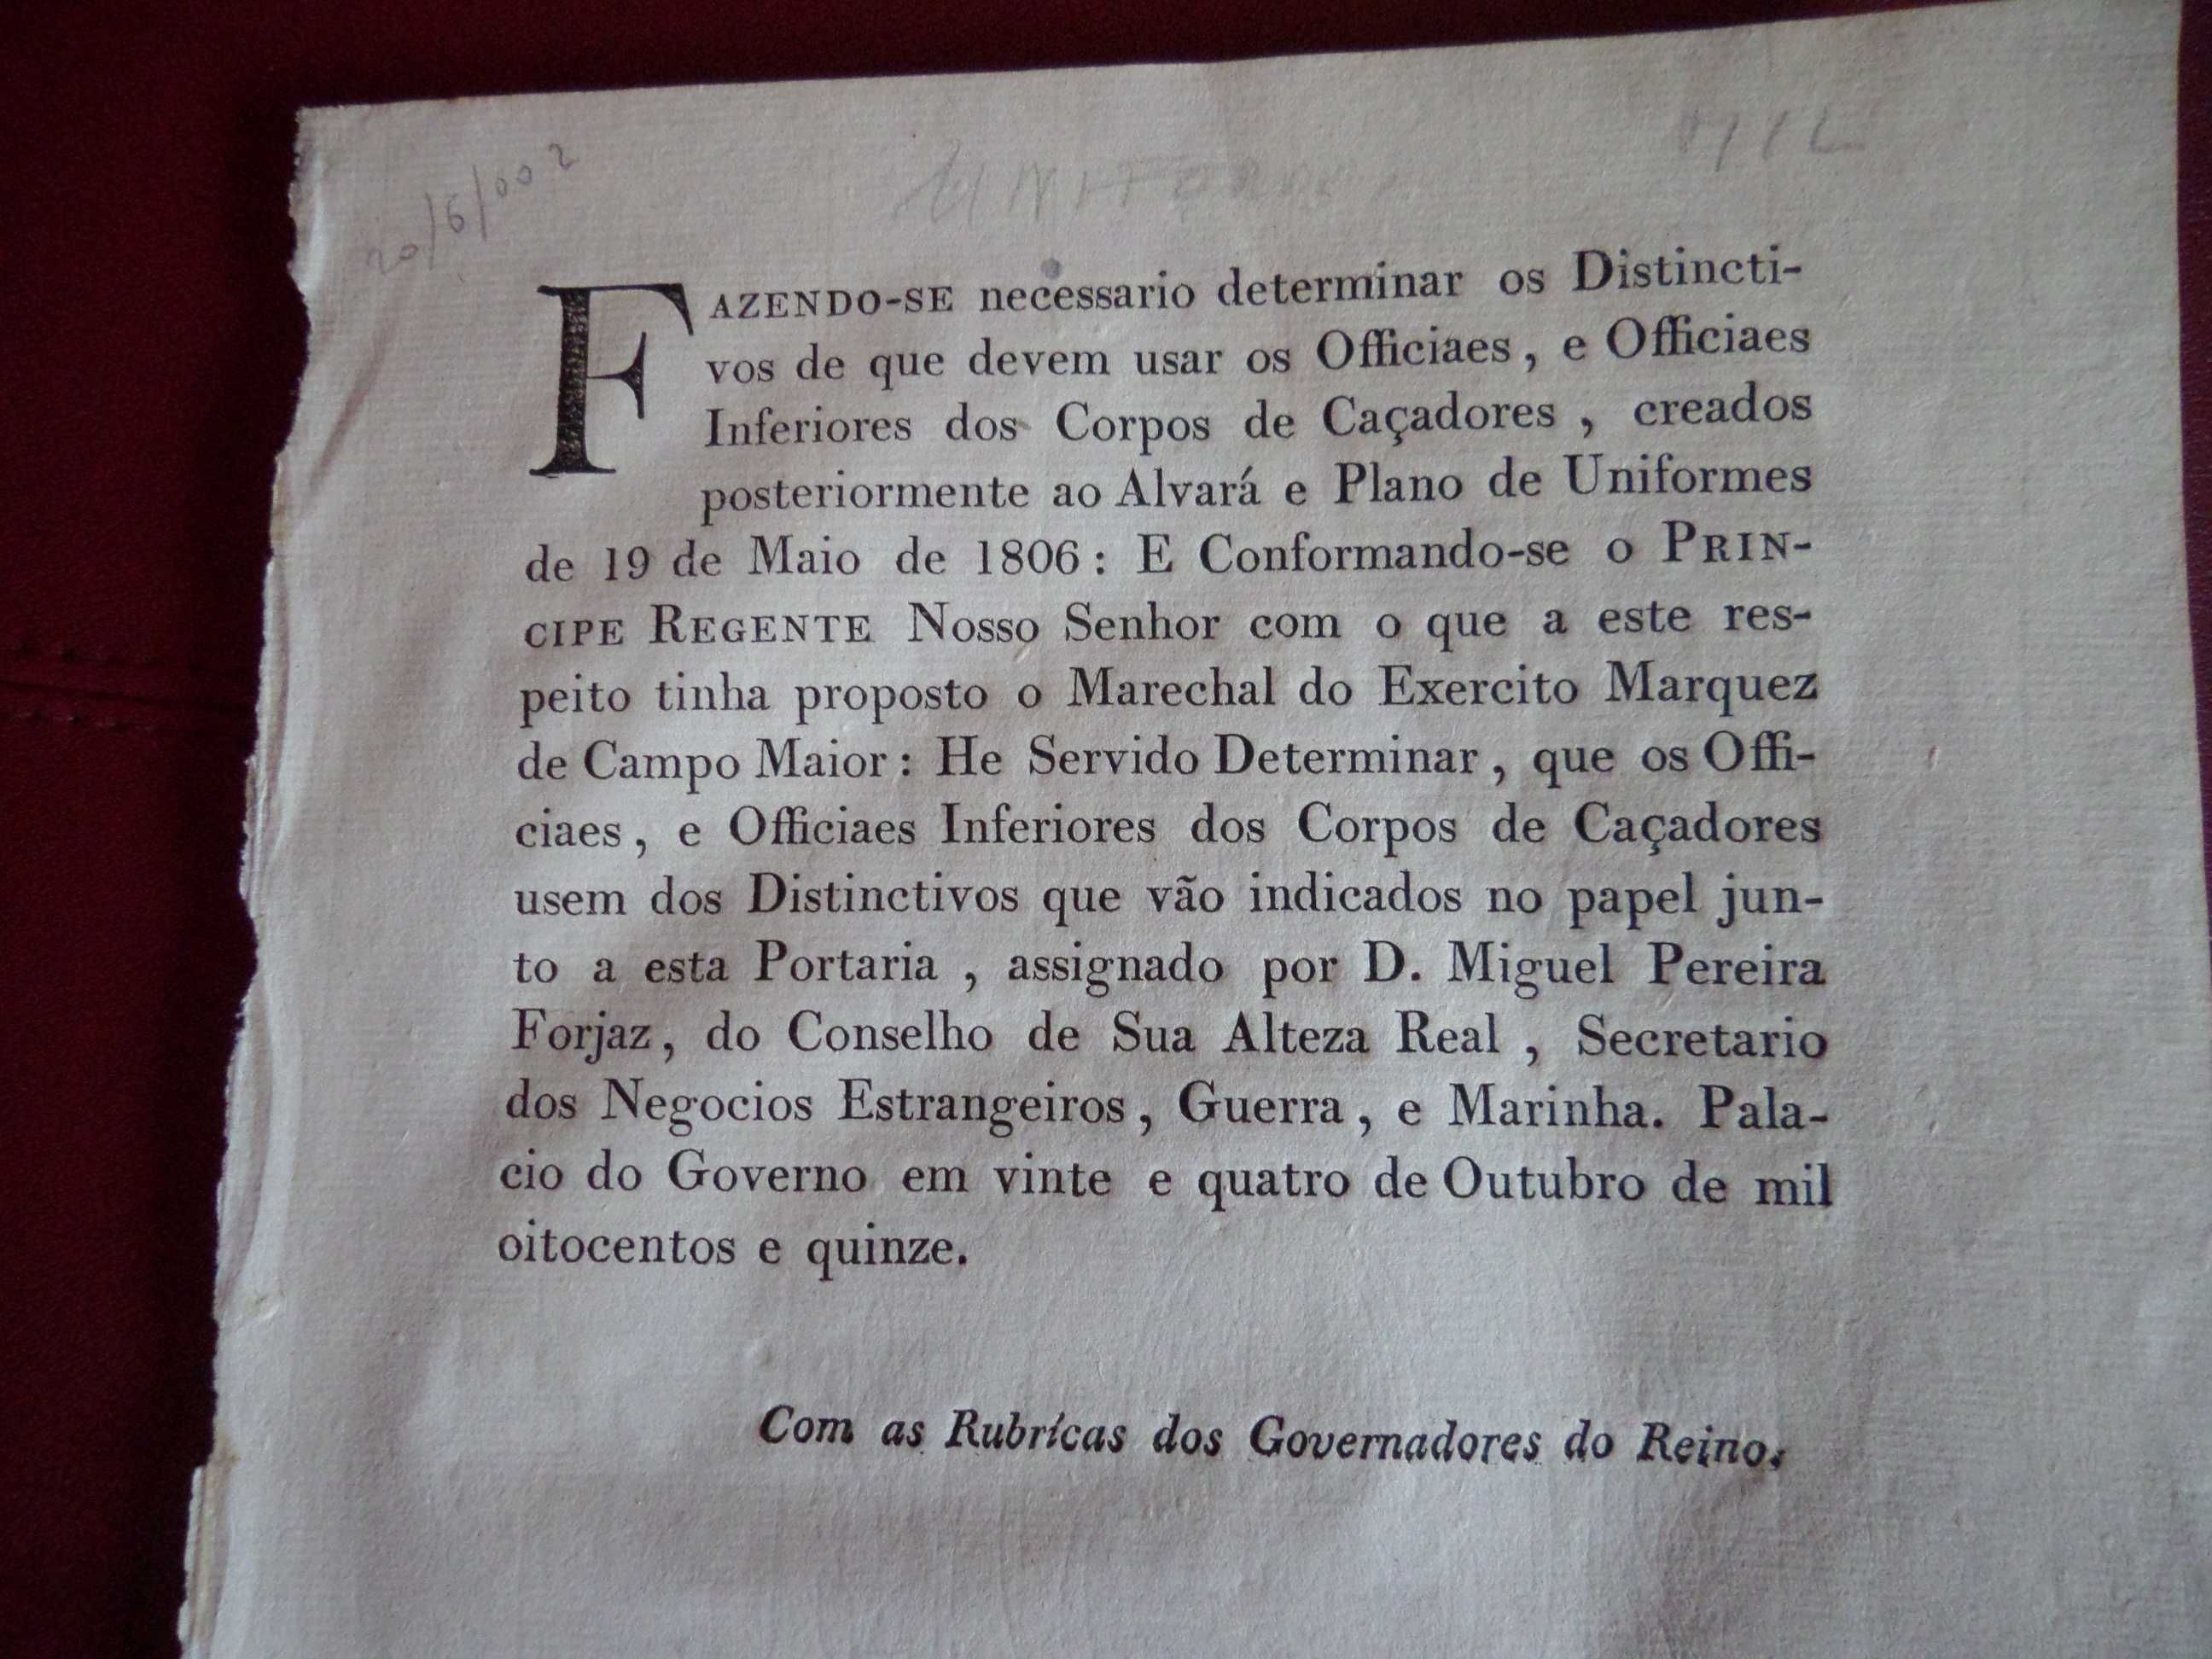 20/6/002
FAZENDO-SE necessario determinar os Distincti-
vos de que devem usar os Officiaes, e Officiaes
Inferiores dos Corpos de Caçadores, creados
posteriormente ao Alvará e Plano de Uniformes
de 19 de Maio de 1806: E Conformando-se o PRIN-
CIPE REGENTE Nosso Senhor com o que a este res-
peito tinha proposto o Marechal do Exercito Marquez
de Campo Maior: He Servido Determinar, que os Offi-
ciaes, e Officiaes Inferiores dos Corpos de Caçadores
usem dos Distinctivos que vão indicados no papel jun-
to a esta Portaria, assignado por D. Miguel Pereira
Forjaz, do Conselho de Sua Alteza Real, Secretario
dos Negocios Estrangeiros, Guerra, e Marinha. Pala-
cio do Governo em vinte e quatro de Outubro de mil
oitocentos e quinze.
Com as Rubrícas dos Governadores do Reino.